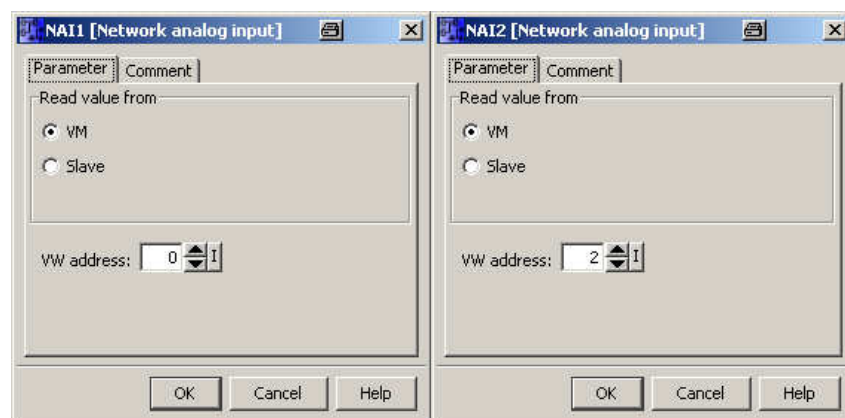 NAI1 [Network analog input]
Parameter Comment
Read value from
VM
Slave
VW address: 0 I
OK Cancel Help
NAI2 [Network analog input]
Parameter Comment
Read value from
VM
Slave
VW address: 2 I
OK Cancel Help